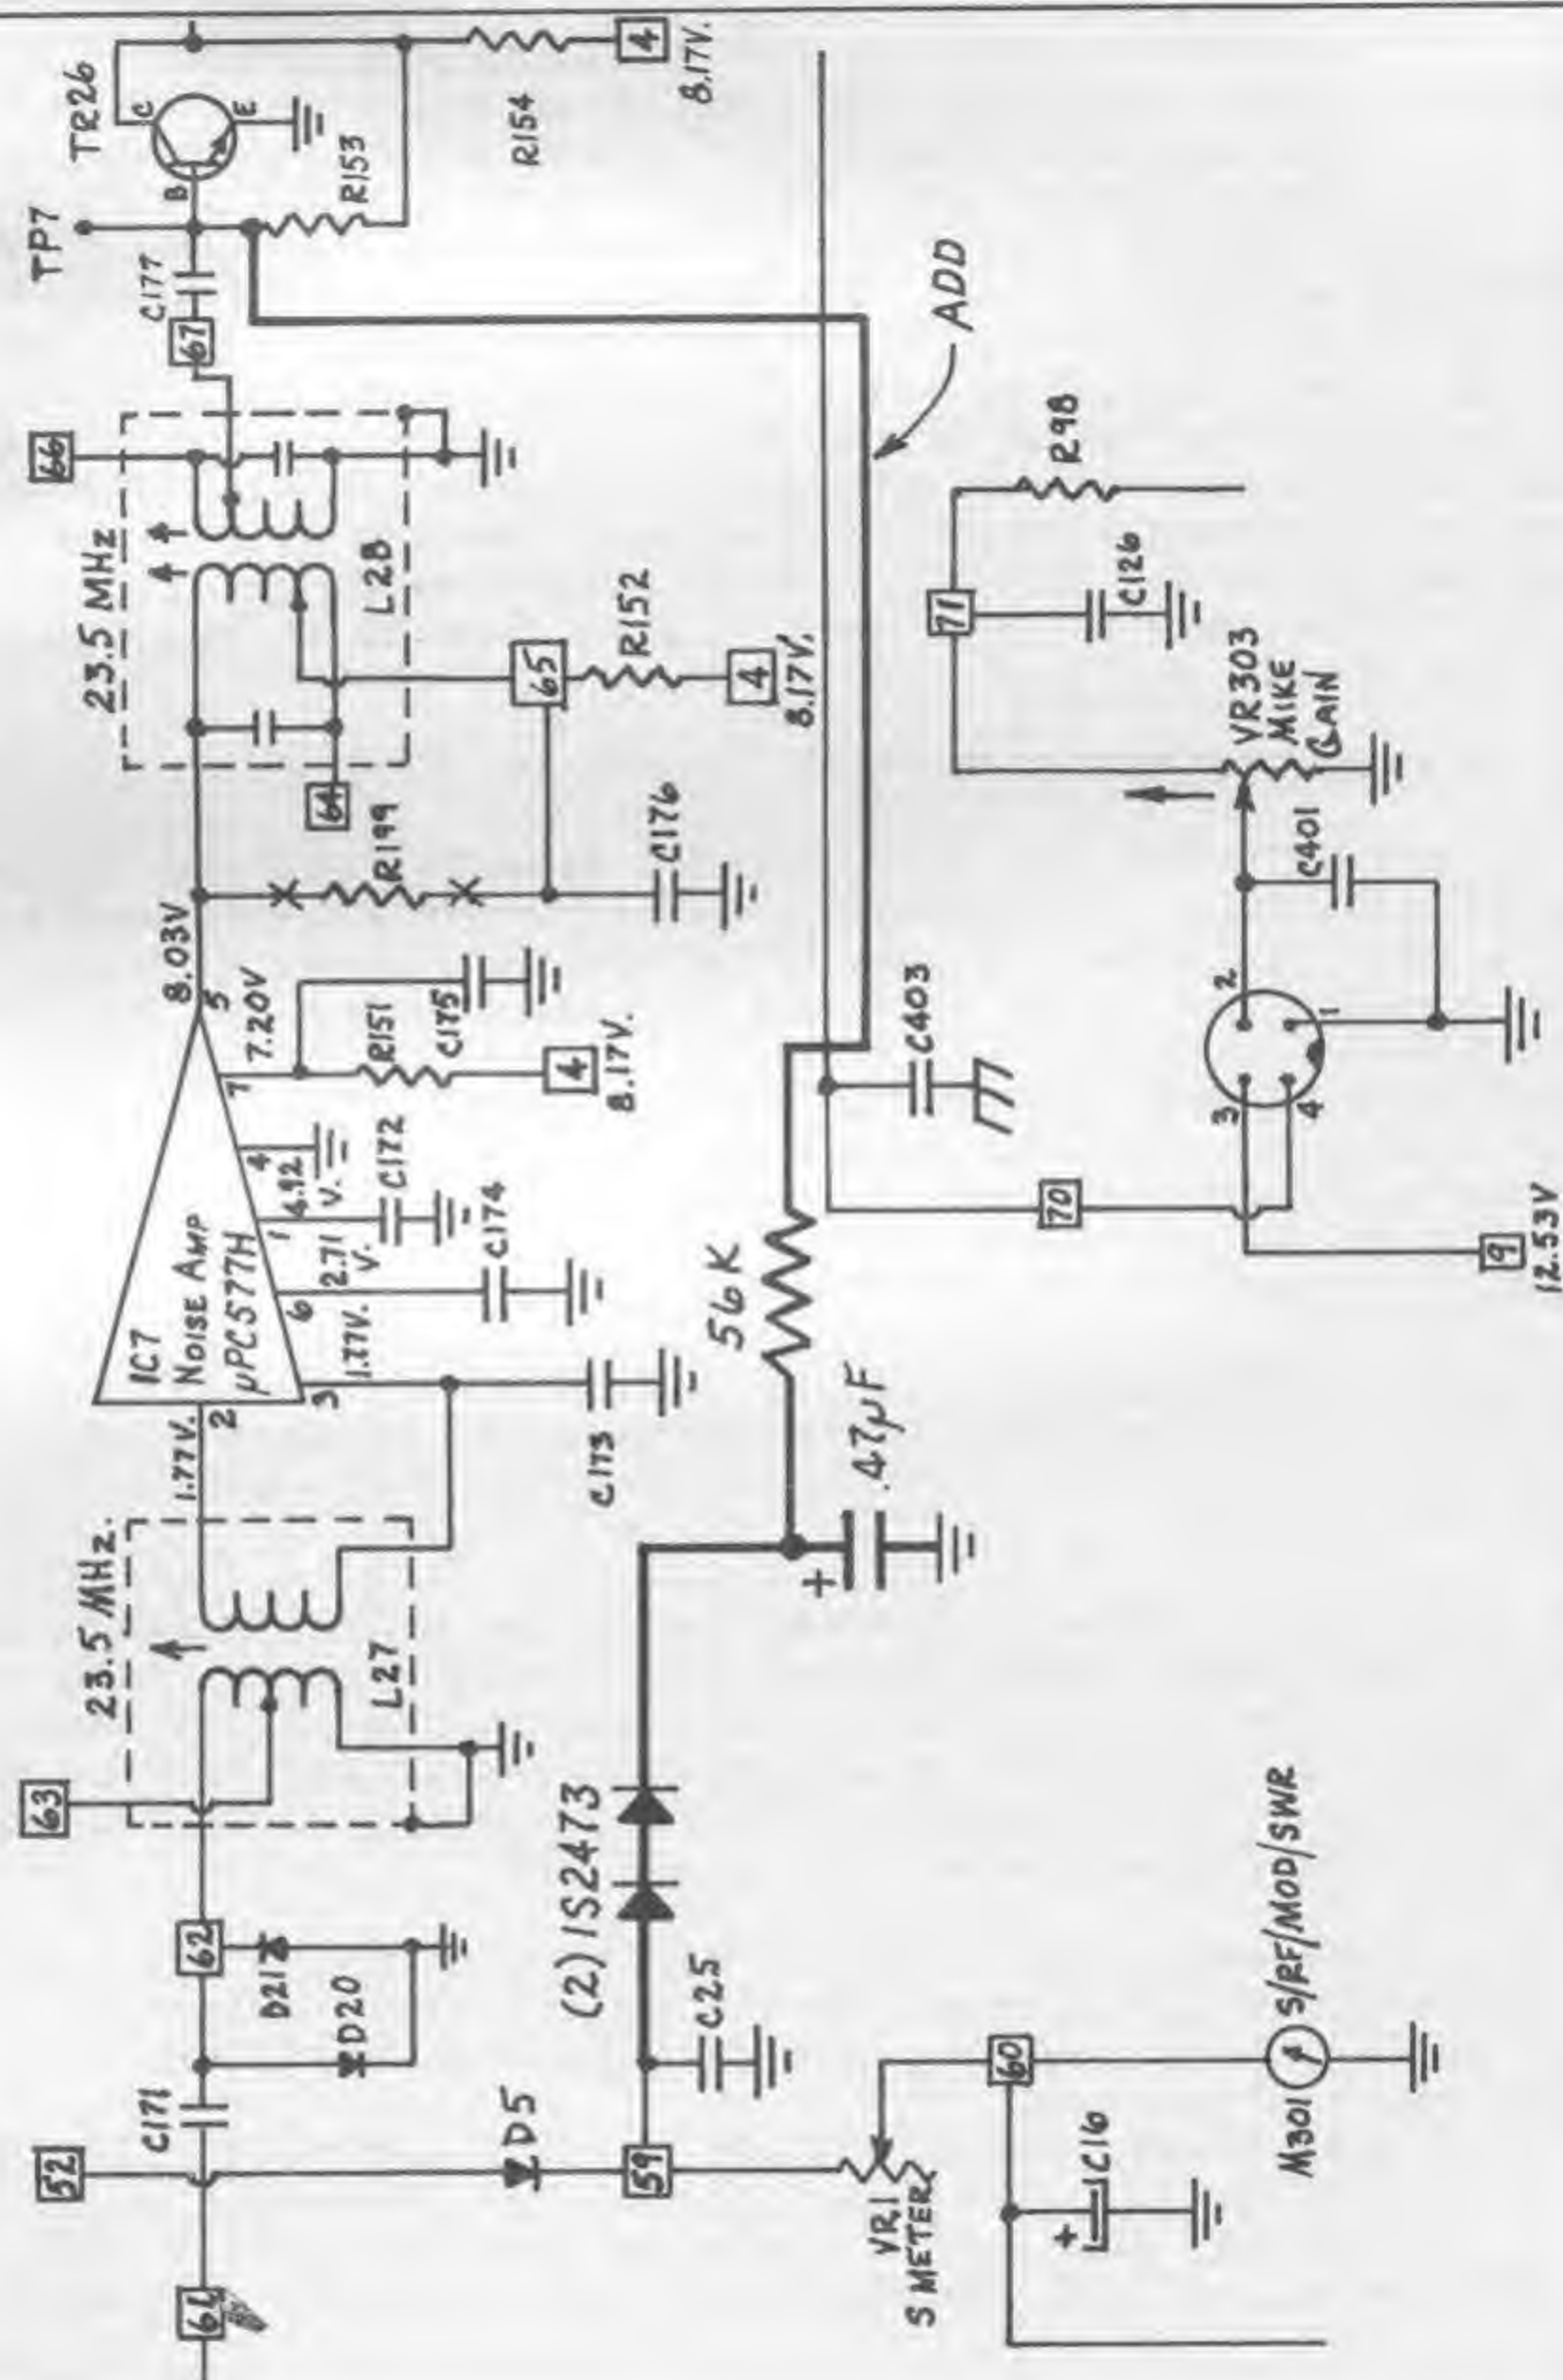 61
C171
62
D21
D20
63
23.5 MHz.
L27
1.77V.
2
IC7
NOISE AMP
μPC577H
3
1.77V.
6
2.71
V.
1
4.92
V.
4
7
7.20V
5
8.03V
C173
C174
C172
R151
C175
4
8.17V.
R199
C176
64
23.5 MHz
L28
65
R152
4
8.17V.
66
67
C177
TP7
B
TR26
C
E
R153
R154
4
8.17V.
52
D5
59
C25
(2) 1S2473
+
.47μF
56K
ADD
VR1
S METER
60
+
C16
M301
S/RF/MOD/SWR
C403
70
9
12.53V
3
4
2
1
C401
VR303
MIKE
GAIN
71
C126
R98